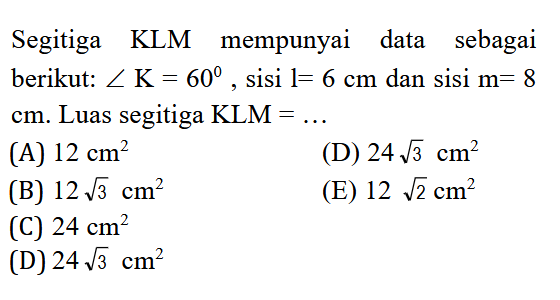 Segitiga KLM mempunyai data sebagai
berikut: ∠ K = 60⁰ , sisi l= 6 cm dan sisi m= 8
cm. Luas segitiga KLM = …
(A) 12 cm²
(B) 12 √3 cm²
(C) 24 cm²
(D) 24 √3 cm²
(D) 24 √3 cm²
(E) 12 √2 cm²